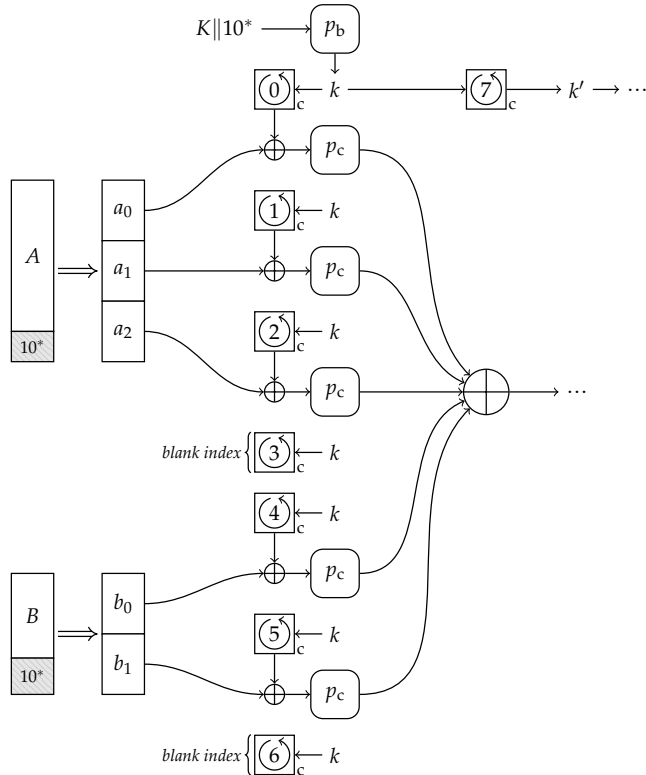 K∥10* p_b
0 c k 7 c k′ ⋯
p_c
a_0 1 c k
A a_1 p_c
10* a_2 2 c k
p_c ⋯
blank index 3 c k
4 c k
p_c
B b_0
5 c k
10* b_1
p_c
blank index 6 c k